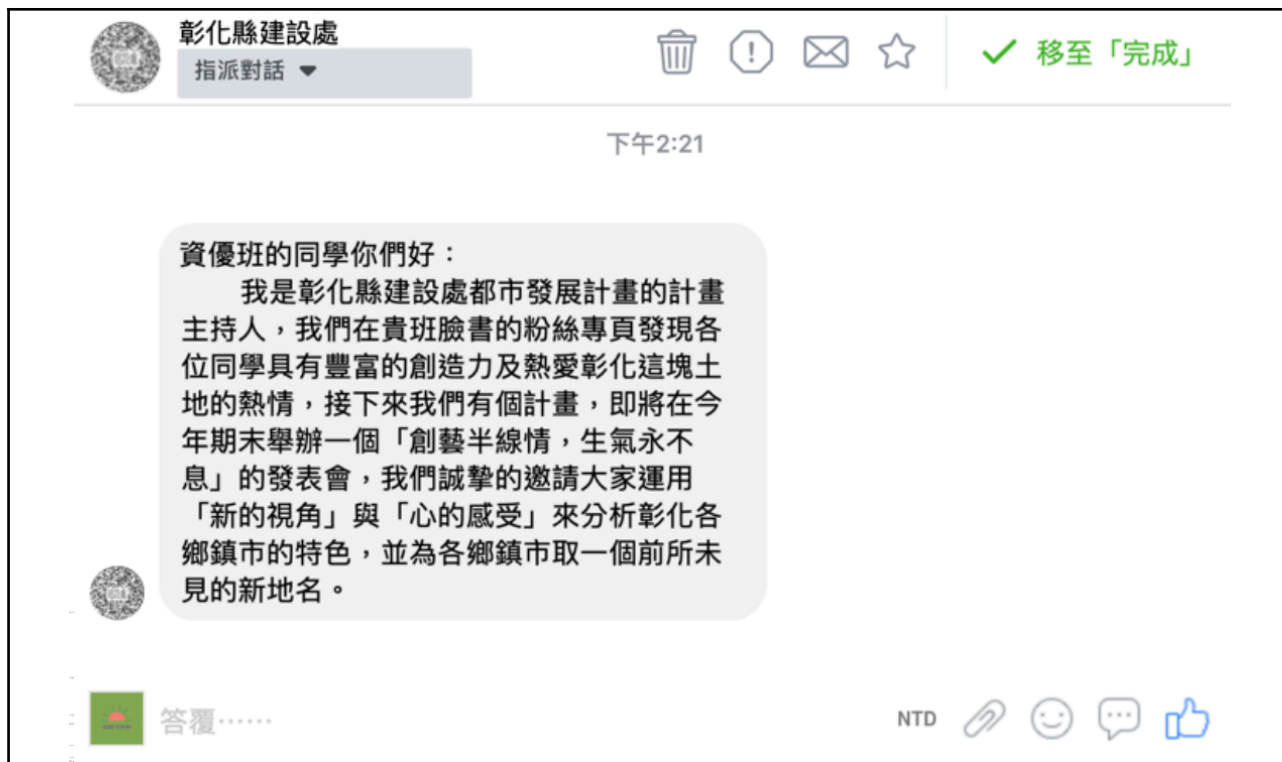 彰化縣建設處
指派對話
移至「完成」
下午2:21
資優班的同學你們好：
我是彰化縣建設處都市發展計畫的計畫
主持人，我們在貴班臉書的粉絲專頁發現各
位同學具有豐富的創造力及熱愛彰化這塊土
地的熱情，接下來我們有個計畫，即將在今
年期末舉辦一個「創藝半線情，生氣永不
息」的發表會，我們誠摯的邀請大家運用
「新的視角」與「心的感受」來分析彰化各
鄉鎮市的特色，並為各鄉鎮市取一個前所未
見的新地名。
答覆……
NTD